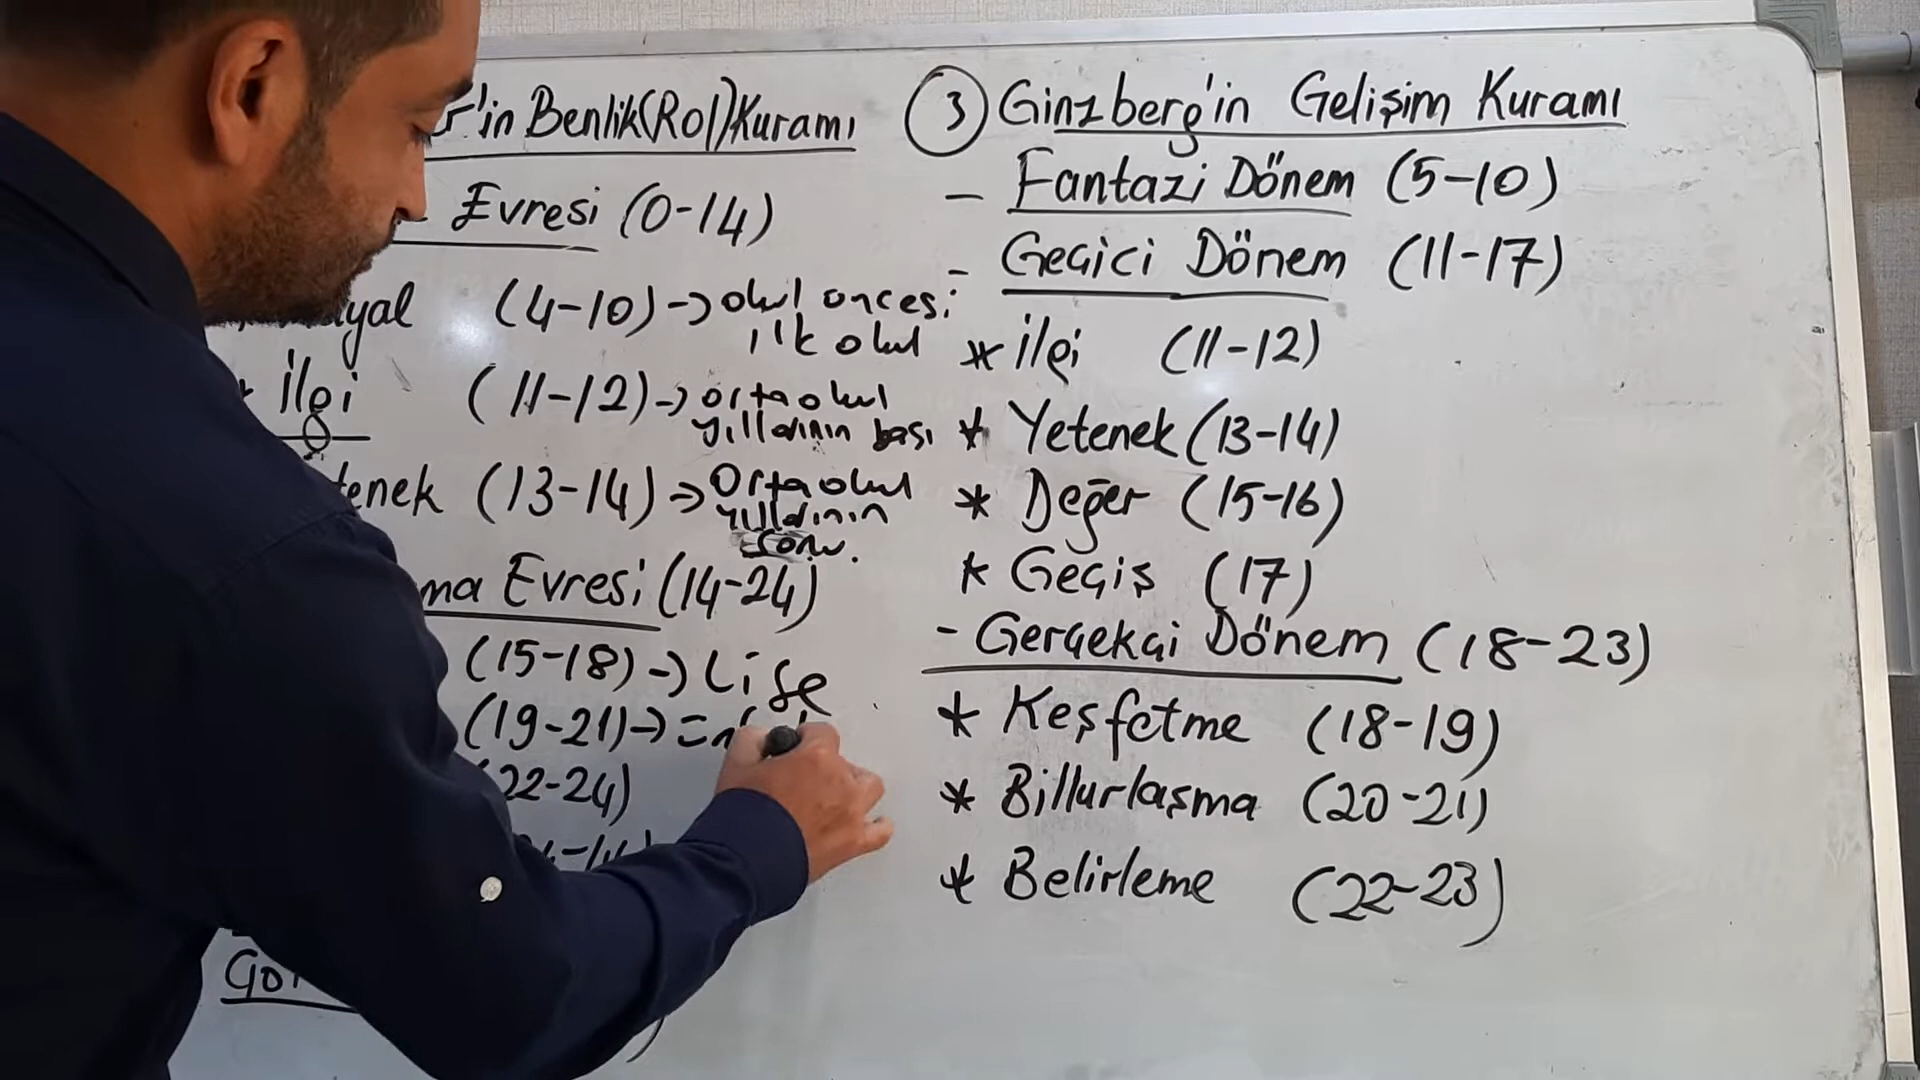 'in Benlik(Rol)Kuramı
Evresi (0-14)
yal (4-10)→ okul öncesi
ilkokul
İlgi (11-12)→ ortaokul
yıllarının başı
tenek (13-14)→ Ortaokul
yıllarının
sonu.
ma Evresi (14-24)
(15-18)→ Lise
(19-21)→
(22-24)
③ Ginzberg'in Gelişim Kuramı
- Fantazi Dönem (5-10)
- Geçici Dönem (11-17)
* İlgi (11-12)
* Yetenek (13-14)
* Değer (15-16)
* Geçiş (17)
- Gerçekçi Dönem (18-23)
* Keşfetme (18-19)
* Billurlaşma (20-21)
* Belirleme (22-23)